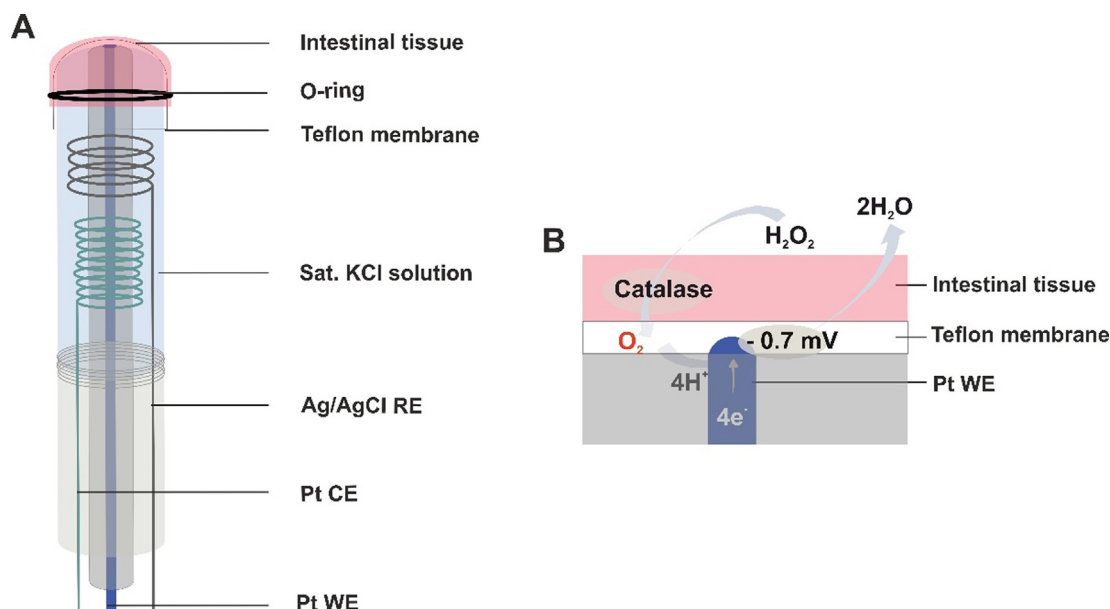 A
Intestinal tissue
O-ring
Teflon membrane
Sat. KCl solution
Ag/AgCl RE
Pt CE
Pt WE
B
2H₂O
H₂O₂
Catalase
Intestinal tissue
O₂
- 0.7 mV
Teflon membrane
4H⁺
Pt WE
4e⁻